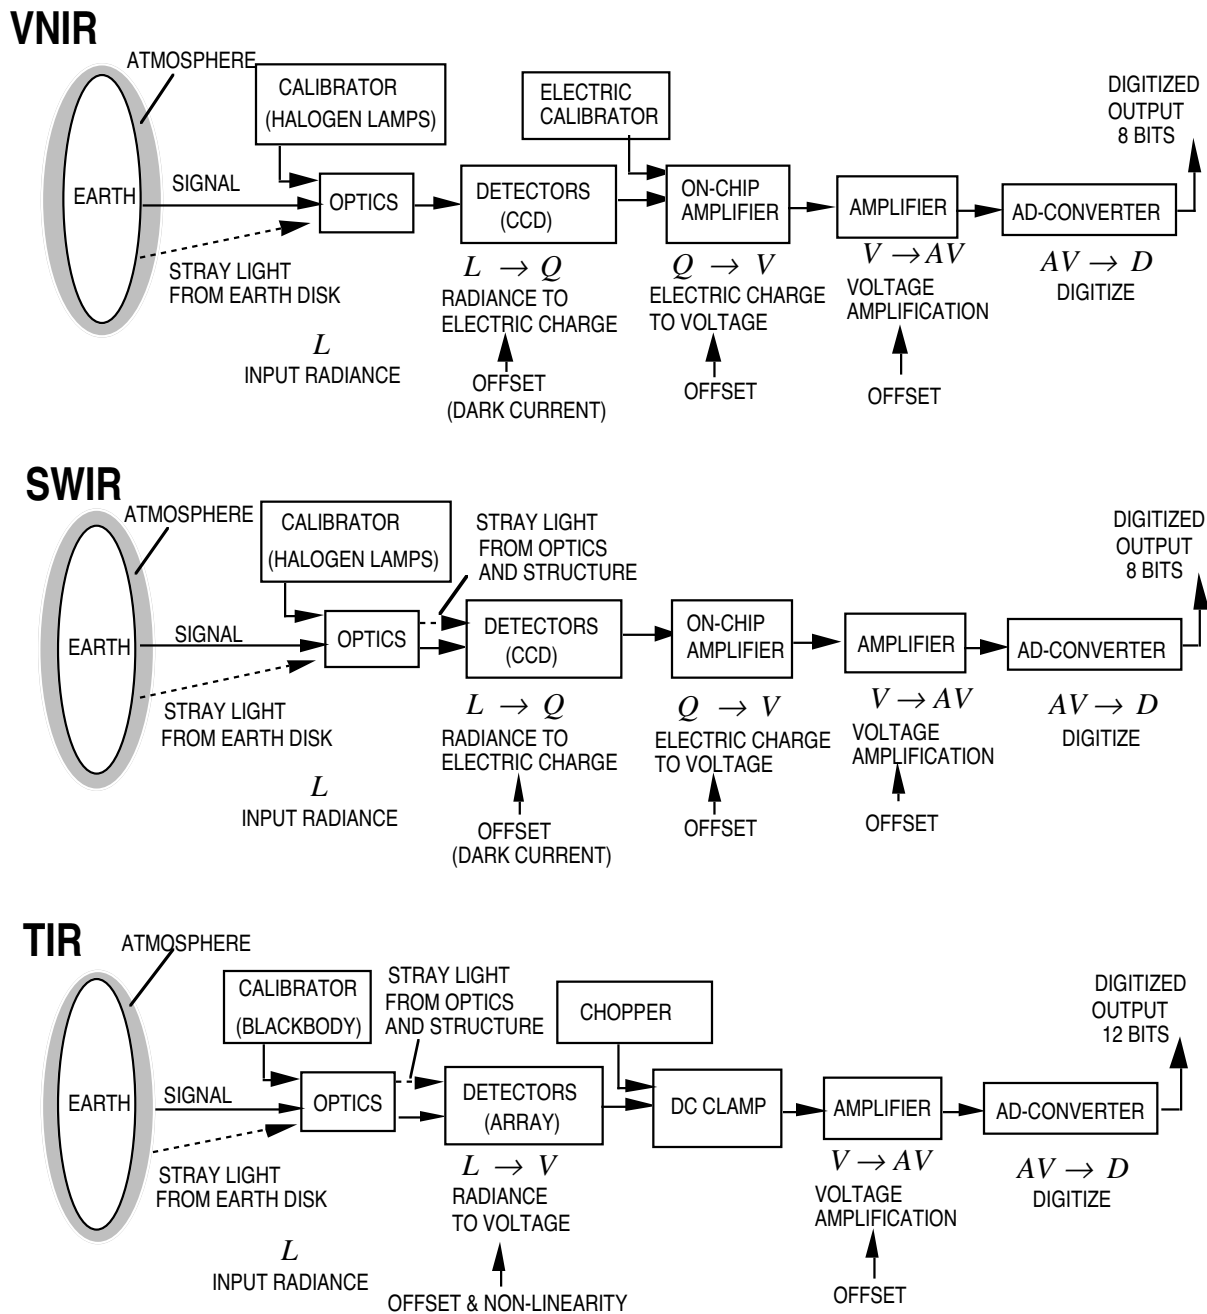 VNIR
ATMOSPHERE
CALIBRATOR
(HALOGEN LAMPS)
ELECTRIC
CALIBRATOR
DIGITIZED
OUTPUT
8 BITS
EARTH
SIGNAL
OPTICS
DETECTORS
(CCD)
ON-CHIP
AMPLIFIER
AMPLIFIER
AD-CONVERTER
STRAY LIGHT
FROM EARTH DISK
L → Q
RADIANCE TO
ELECTRIC CHARGE
Q → V
ELECTRIC CHARGE
TO VOLTAGE
V → AV
VOLTAGE
AMPLIFICATION
AV → D
DIGITIZE
L
INPUT RADIANCE
OFFSET
(DARK CURRENT)
OFFSET
OFFSET
SWIR
ATMOSPHERE
CALIBRATOR
(HALOGEN LAMPS)
STRAY LIGHT
FROM OPTICS
AND STRUCTURE
DIGITIZED
OUTPUT
8 BITS
EARTH
SIGNAL
OPTICS
DETECTORS
(CCD)
ON-CHIP
AMPLIFIER
AMPLIFIER
AD-CONVERTER
STRAY LIGHT
FROM EARTH DISK
L → Q
RADIANCE TO
ELECTRIC CHARGE
Q → V
ELECTRIC CHARGE
TO VOLTAGE
V → AV
VOLTAGE
AMPLIFICATION
AV → D
DIGITIZE
L
INPUT RADIANCE
OFFSET
(DARK CURRENT)
OFFSET
OFFSET
TIR
ATMOSPHERE
CALIBRATOR
(BLACKBODY)
STRAY LIGHT
FROM OPTICS
AND STRUCTURE
CHOPPER
DIGITIZED
OUTPUT
12 BITS
EARTH
SIGNAL
OPTICS
DETECTORS
(ARRAY)
DC CLAMP
AMPLIFIER
AD-CONVERTER
STRAY LIGHT
FROM EARTH DISK
L → V
RADIANCE
TO VOLTAGE
V → AV
VOLTAGE
AMPLIFICATION
AV → D
DIGITIZE
L
INPUT RADIANCE
OFFSET & NON-LINEARITY
OFFSET